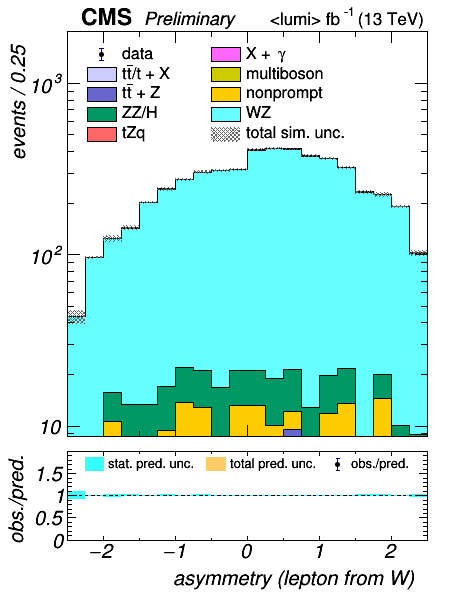 CMS Preliminary <lumi> fb⁻¹ (13 TeV)
events / 0.25
10³
10²
10
data
tt̄/t + X
tt̄ + Z
ZZ/H
tZq
X + γ
multiboson
nonprompt
WZ
total sim. unc.
obs./pred.
1.5
1
0.5
0
stat. pred. unc. total pred. unc. obs./pred.
−2 −1 0 1 2
asymmetry (lepton from W)